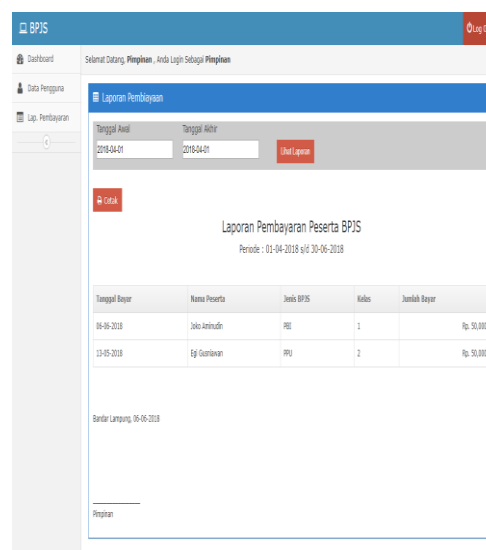 BPJS
Log
Dashboard
Selamat Datang, Pimpinan , Anda Login Sebagai Pimpinan
Data Pengguna
Lap. Pembayaran
Laporan Pembiayaan
Tanggal Awal Tanggal Akhir
2018-04-01 2018-04-01 Lihat Laporan
Cetak
Laporan Pembayaran Peserta BPJS
Periode : 01-04-2018 s/d 30-06-2018
Tanggal Bayar Nama Peserta Jenis BPJS Kelas Jumlah Bayar
06-06-2018 Joko Aminudin PBI 1 Rp. 50,000
13-05-2018 Egi Gusniawan PPU 2 Rp. 50,000
Bandar Lampung, 06-06-2018
Pimpinan